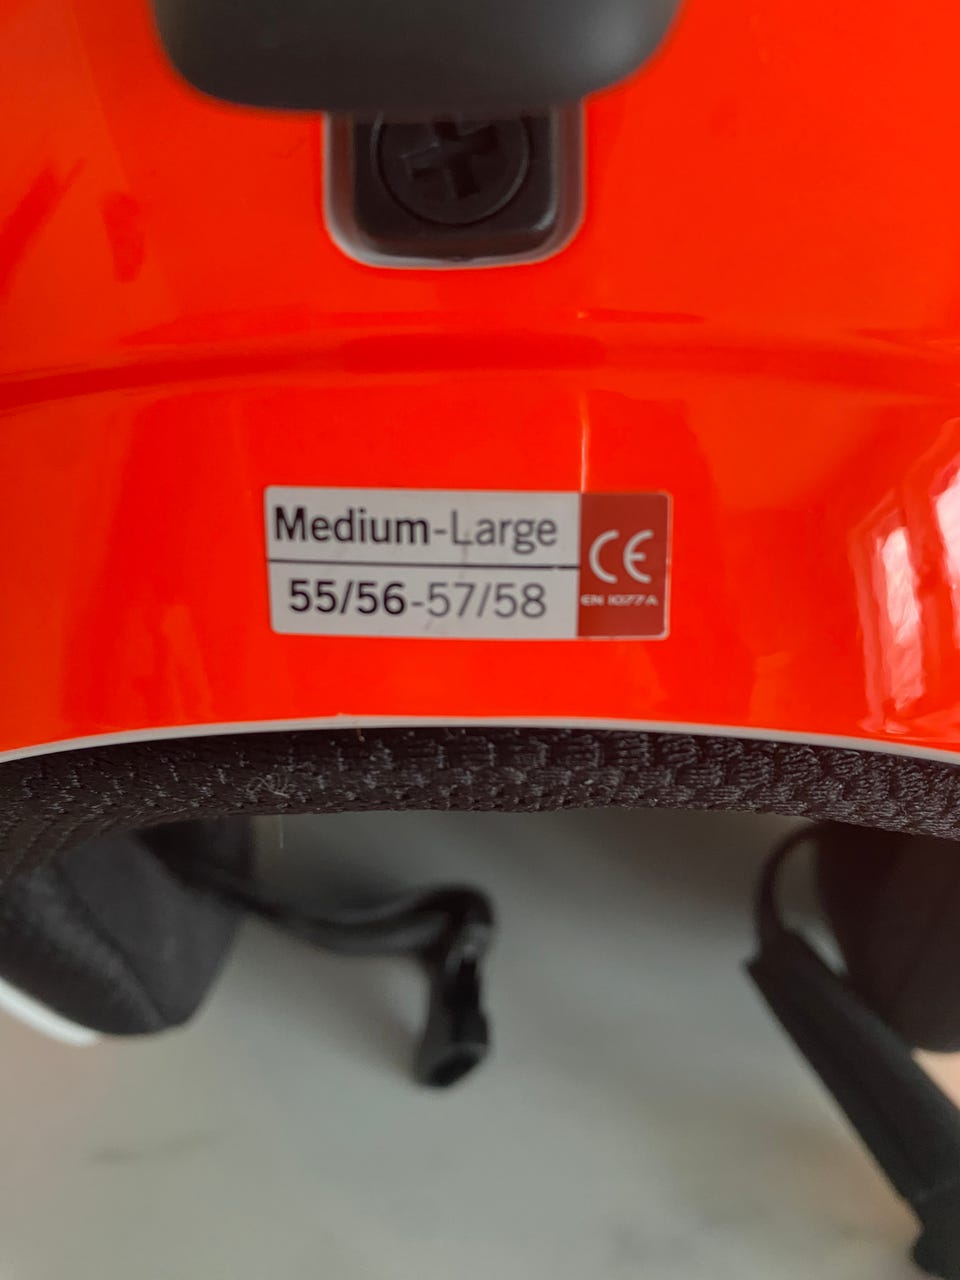 Medium-Large
55/56-57/58
CE
EN 1077A